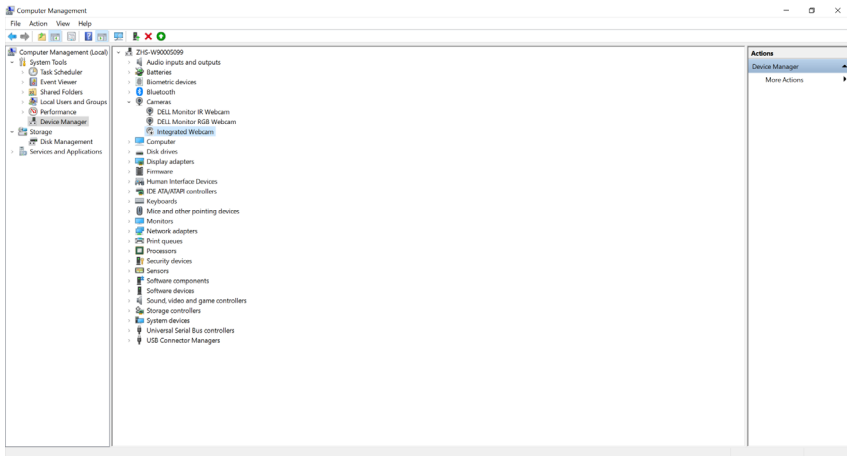 Computer Management
File Action View Help
Computer Management (Local)
System Tools
Task Scheduler
Event Viewer
Shared Folders
Local Users and Groups
Performance
Device Manager
Storage
Disk Management
Services and Applications
ZHS-W90005099
Audio inputs and outputs
Batteries
Biometric devices
Bluetooth
Cameras
DELL Monitor IR Webcam
DELL Monitor RGB Webcam
Integrated Webcam
Computer
Disk drives
Display adapters
Firmware
Human Interface Devices
IDE ATA/ATAPI controllers
Keyboards
Mice and other pointing devices
Monitors
Network adapters
Print queues
Processors
Security devices
Sensors
Software components
Software devices
Sound, video and game controllers
Storage controllers
System devices
Universal Serial Bus controllers
USB Connector Managers
Actions
Device Manager
More Actions